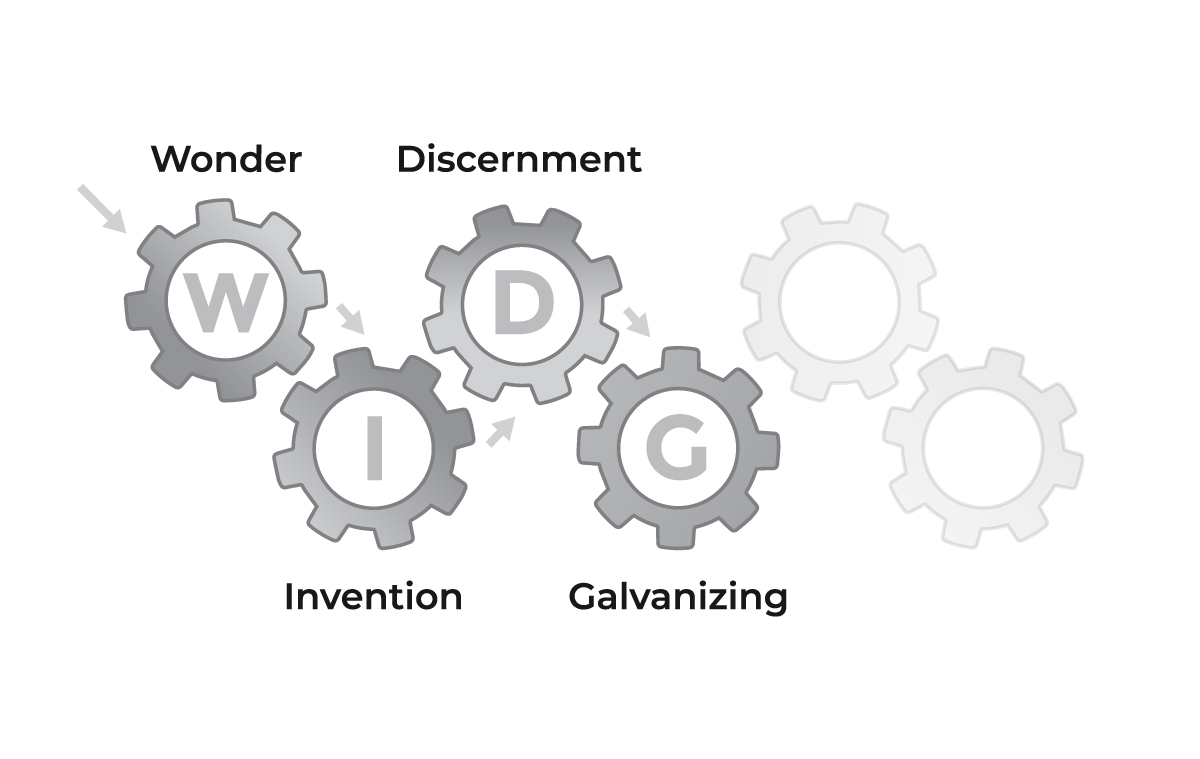 Wonder
Discernment
W
D
I
G
Invention
Galvanizing